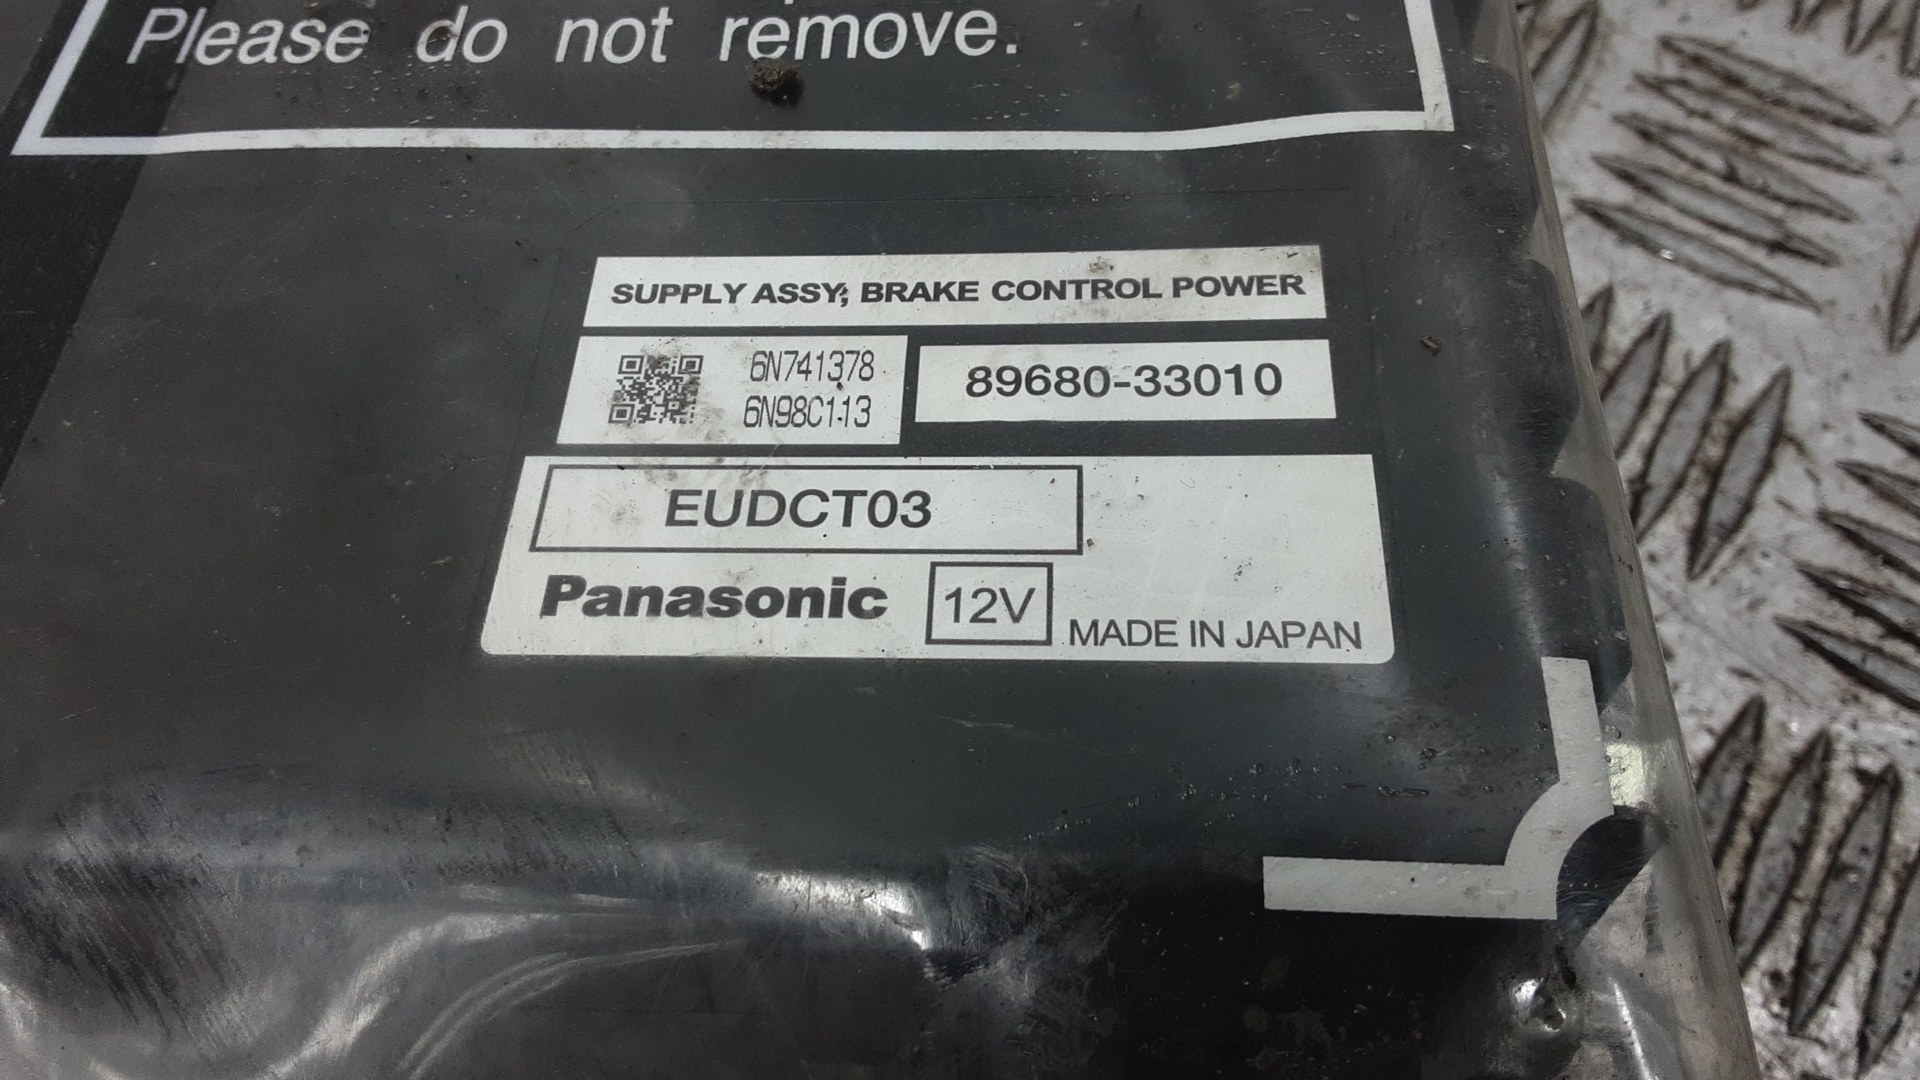 Please do not remove.
SUPPLY ASSY; BRAKE CONTROL POWER
6N741378
6N98C113
89680-33010
EUDCT03
Panasonic 12V MADE IN JAPAN